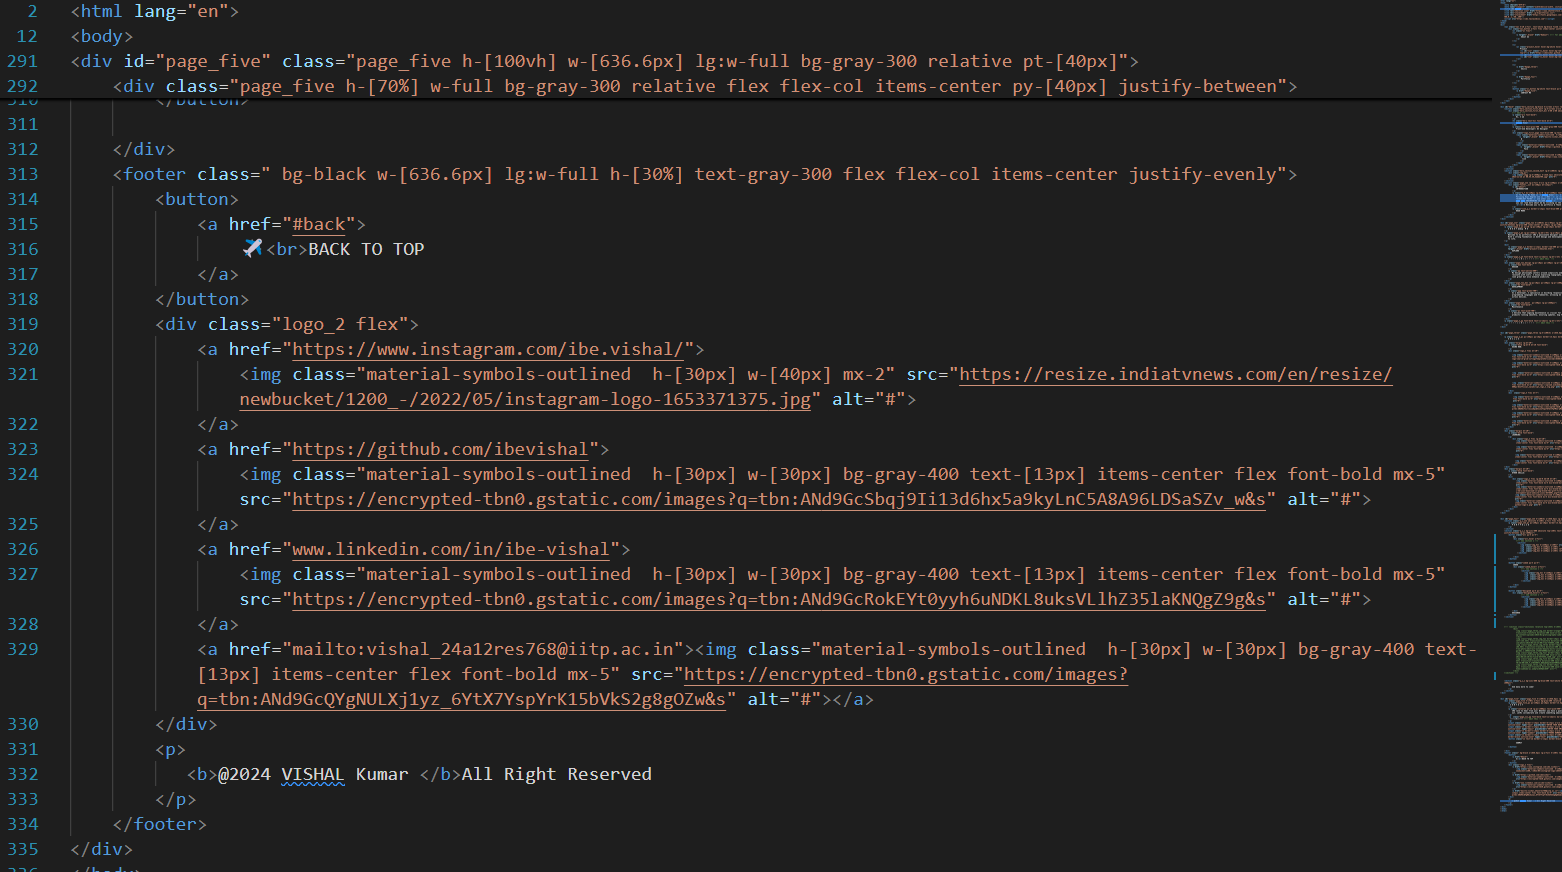 2 <html lang="en">
12 <body>
291 <div id="page_five" class="page_five h-[100vh] w-[636.6px] lg:w-full bg-gray-300 relative pt-[40px]">
292 <div class="page_five h-[70%] w-full bg-gray-300 relative flex flex-col items-center py-[40px] justify-between">
310 </button>
311
312 </div>
313 <footer class=" bg-black w-[636.6px] lg:w-full h-[30%] text-gray-300 flex flex-col items-center justify-evenly">
314 <button>
315 <a href="#back">
316 ✈️<br>BACK TO TOP
317 </a>
318 </button>
319 <div class="logo_2 flex">
320 <a href="https://www.instagram.com/ibe.vishal/">
321 <img class="material-symbols-outlined  h-[30px] w-[40px] mx-2" src="https://resize.indiatvnews.com/en/resize/
newbucket/1200_-/2022/05/instagram-logo-1653371375.jpg" alt="#">
322 </a>
323 <a href="https://github.com/ibevishal">
324 <img class="material-symbols-outlined  h-[30px] w-[30px] bg-gray-400 text-[13px] items-center flex font-bold mx-5"
src="https://encrypted-tbn0.gstatic.com/images?q=tbn:ANd9GcSbqj9Ii13d6hx5a9kyLnC5A8A96LDSaSZv_w&s" alt="#">
325 </a>
326 <a href="www.linkedin.com/in/ibe-vishal">
327 <img class="material-symbols-outlined  h-[30px] w-[30px] bg-gray-400 text-[13px] items-center flex font-bold mx-5"
src="https://encrypted-tbn0.gstatic.com/images?q=tbn:ANd9GcRokEYt0yyh6uNDKL8uksVLlhZ35laKNQgZ9g&s" alt="#">
328 </a>
329 <a href="mailto:vishal_24a12res768@iitp.ac.in"><img class="material-symbols-outlined  h-[30px] w-[30px] bg-gray-400 text-
[13px] items-center flex font-bold mx-5" src="https://encrypted-tbn0.gstatic.com/images?
q=tbn:ANd9GcQYgNULXj1yz_6YtX7YspYrK15bVkS2g8gOZw&s" alt="#"></a>
330 </div>
331 <p>
332 <b>@2024 VISHAL Kumar </b>All Right Reserved
333 </p>
334 </footer>
335 </div>
336 </body>